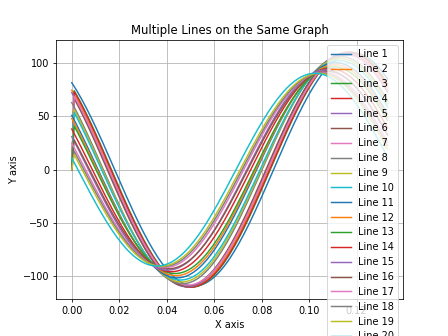 Multiple Lines on the Same Graph
Y axis
100
50
0
−50
−100
0.00
0.02
0.04
0.06
0.08
0.10
X axis
Line 1
Line 2
Line 3
Line 4
Line 5
Line 6
Line 7
Line 8
Line 9
Line 10
Line 11
Line 12
Line 13
Line 14
Line 15
Line 16
Line 17
Line 18
Line 19
Line 20